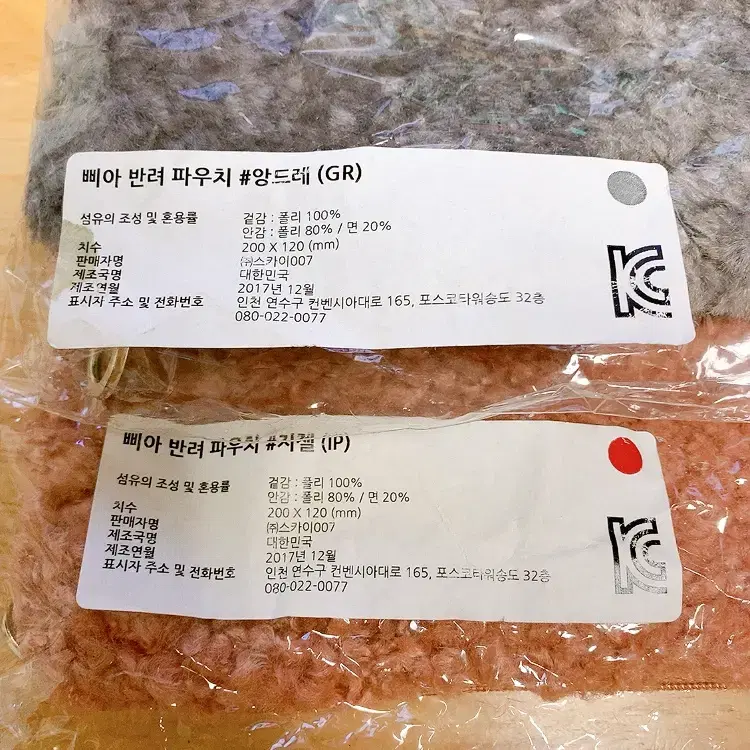 삐아 반려 파우치 #앙드레 (GR)
섬유의 조성 및 혼용률 겉감 : 폴리 100%
안감 : 폴리 80% / 면 20%
치수 200 X 120 (mm)
판매자명 ㈜스카이007
제조국명 대한민국
제조연월 2017년 12월
표시자 주소 및 전화번호 인천 연수구 컨벤시아대로 165, 포스코타워송도 32층
080-022-0077
KC
삐아 반려 파우치 #지젤 (IP)
섬유의 조성 및 혼용률 겉감 : 폴리 100%
안감 : 폴리 80% / 면 20%
치수 200 X 120 (mm)
판매자명 ㈜스카이007
제조국명 대한민국
제조연월 2017년 12월
표시자 주소 및 전화번호 인천 연수구 컨벤시아대로 165, 포스코타워송도 32층
080-022-0077
KC